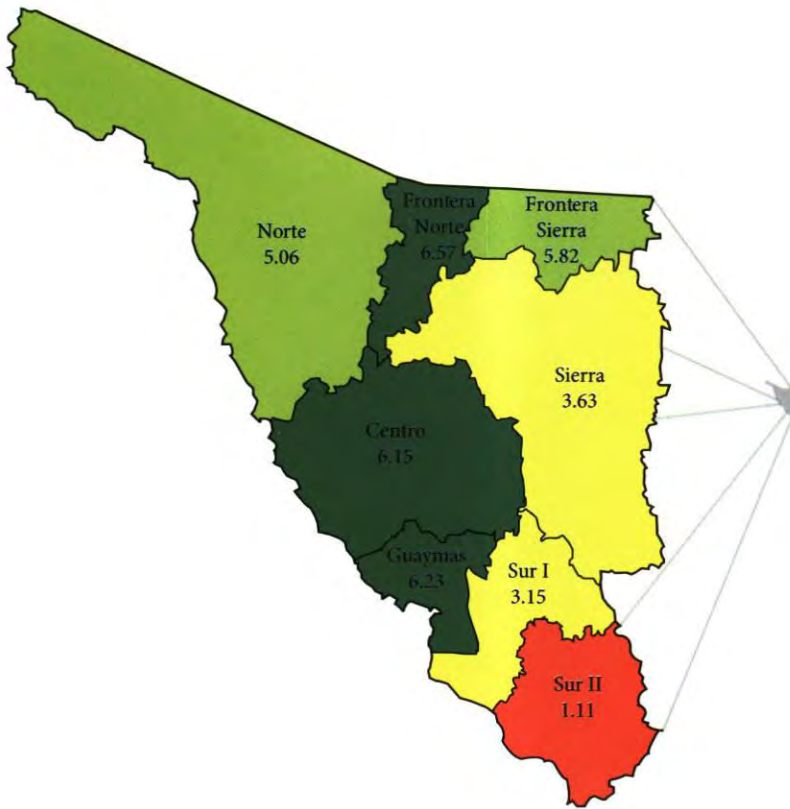 Frontera
Norte
6.57
Frontera
Sierra
5.82
Norte
5.06
Sierra
3.63
Centro
6.15
Guaymas
6.23
Sur I
3.15
Sur II
1.11